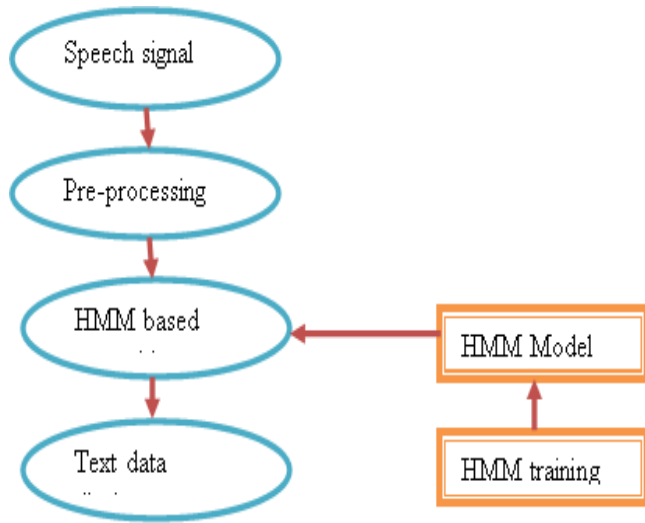 Speech signal
Pre-processing
HMM based
HMM Model
Text data
HMM training